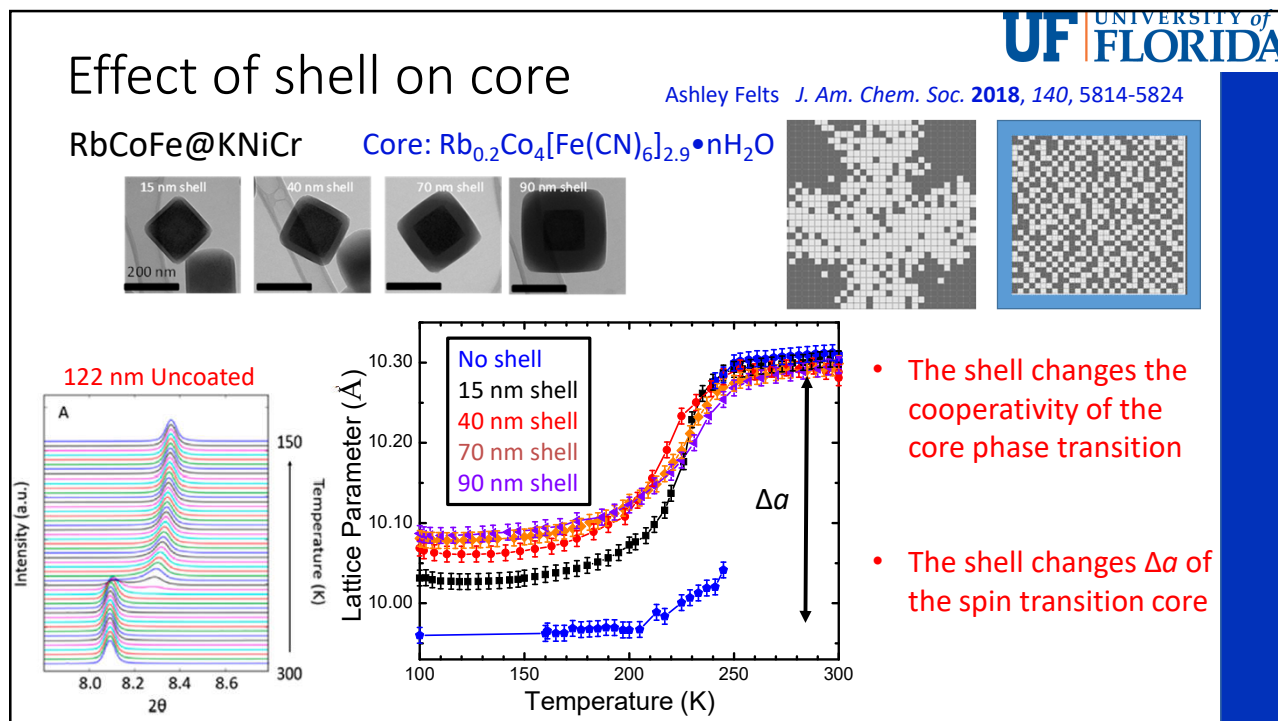 UF UNIVERSITY of
FLORIDA
Effect of shell on core
Ashley Felts J. Am. Chem. Soc. 2018, 140, 5814-5824
RbCoFe@KNiCr
Core: Rb0.2Co4[Fe(CN)6]2.9•nH2O
15 nm shell
40 nm shell
70 nm shell
90 nm shell
200 nm
122 nm Uncoated
A
150
Temperature (K)
300
Intensity (a.u.)
8.0 8.2 8.4 8.6
2θ
Lattice Parameter (Å)
10.30
10.20
10.10
10.00
No shell
15 nm shell
40 nm shell
70 nm shell
90 nm shell
Δa
100 150 200 250 300
Temperature (K)
• The shell changes the
cooperativity of the
core phase transition
• The shell changes Δa of
the spin transition core